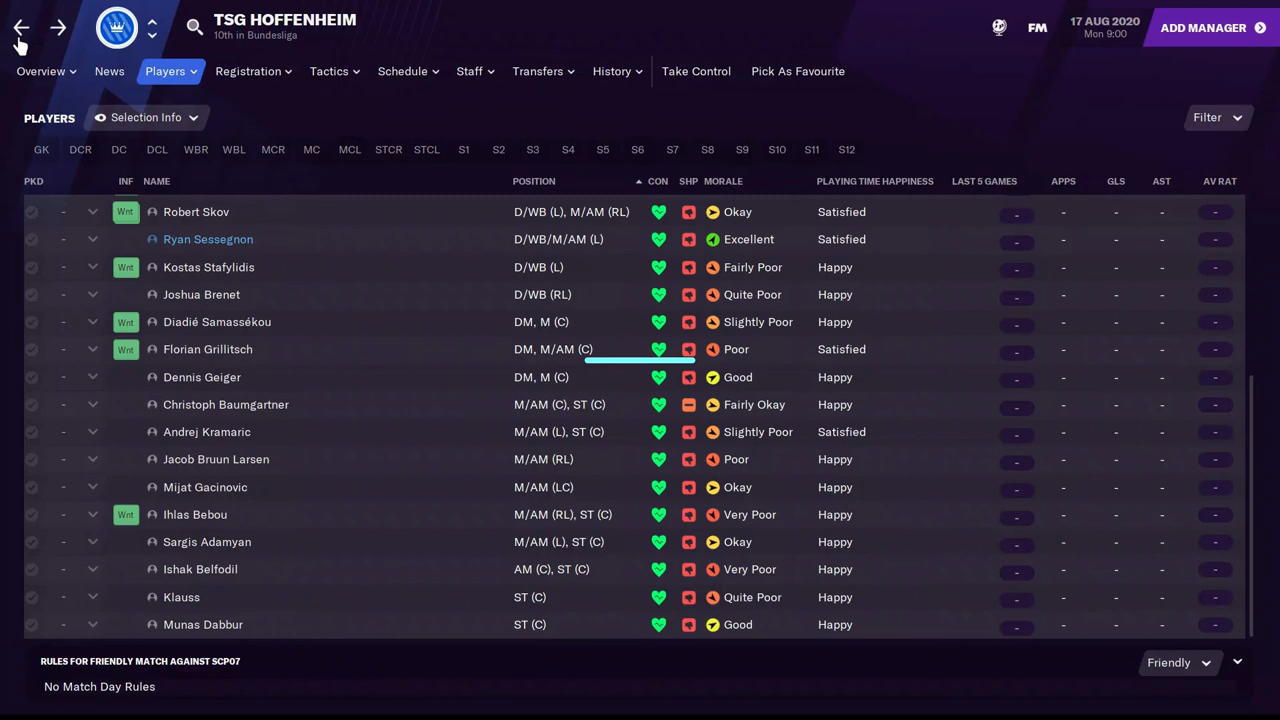 TSG HOFFENHEIM
10th in Bundesliga
FM
17 AUG 2020
Mon 9:00
ADD MANAGER
Overview News Players Registration Tactics Schedule Staff Transfers History Take Control Pick As Favourite
PLAYERS Selection Info Filter
GK DCR DC DCL WBR WBL MCR MC MCL STCR STCL S1 S2 S3 S4 S5 S6 S7 S8 S9 S10 S11 S12
PKD INF NAME POSITION CON SHP MORALE PLAYING TIME HAPPINESS LAST 5 GAMES APPS GLS AST AV RAT
- Wnt Robert Skov D/WB (L), M/AM (RL) Okay Satisfied - - - - -
- Ryan Sessegnon D/WB/M/AM (L) Excellent Satisfied - - - - -
- Wnt Kostas Stafylidis D/WB (L) Fairly Poor Happy - - - - -
- Joshua Brenet D/WB (RL) Quite Poor Happy - - - - -
- Wnt Diadié Samassékou DM, M (C) Slightly Poor Happy - - - - -
- Wnt Florian Grillitsch DM, M/AM (C) Poor Satisfied - - - - -
- Dennis Geiger DM, M (C) Good Happy - - - - -
- Christoph Baumgartner M/AM (C), ST (C) Fairly Okay Happy - - - - -
- Andrej Kramaric M/AM (L), ST (C) Slightly Poor Satisfied - - - - -
- Jacob Bruun Larsen M/AM (RL) Poor Happy - - - - -
- Mijat Gacinovic M/AM (LC) Okay Happy - - - - -
- Wnt Ihlas Bebou M/AM (RL), ST (C) Very Poor Happy - - - - -
- Sargis Adamyan M/AM (L), ST (C) Okay Happy - - - - -
- Ishak Belfodil AM (C), ST (C) Very Poor Happy - - - - -
- Klauss ST (C) Quite Poor Happy - - - - -
- Munas Dabbur ST (C) Good Happy - - - - -
RULES FOR FRIENDLY MATCH AGAINST SCP07 Friendly
No Match Day Rules